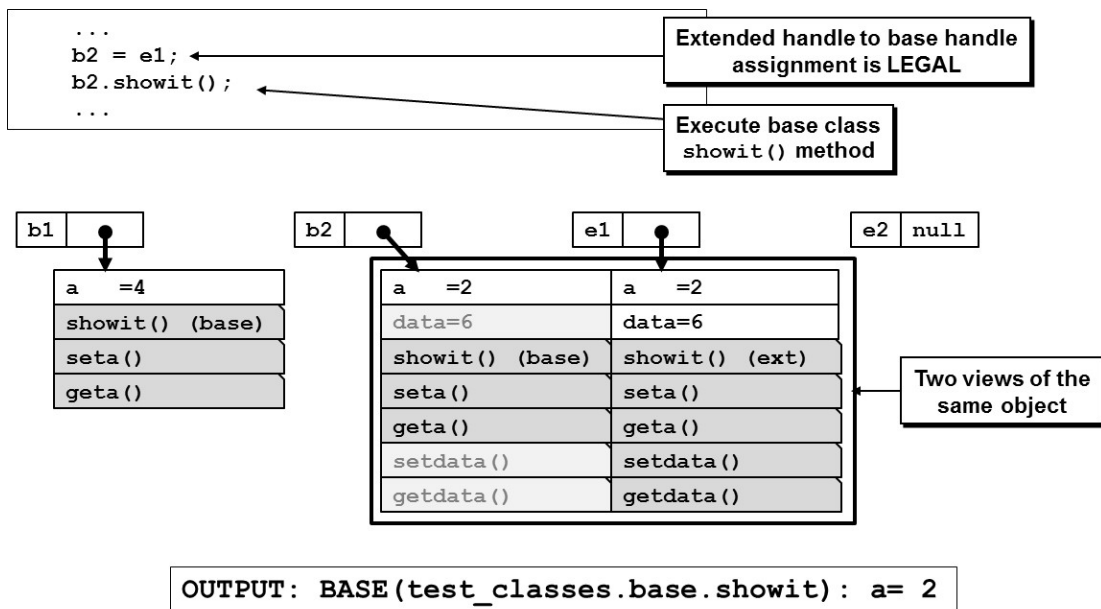 ...
b2 = e1;
b2.showit();
...
Extended handle to base handle
assignment is LEGAL
Execute base class
showit() method
b1
b2
e1
e2 null
a =4
showit() (base)
seta()
geta()
a =2 a =2
data=6 data=6
showit() (base) showit() (ext)
seta() seta()
geta() geta()
setdata() setdata()
getdata() getdata()
Two views of the
same object
OUTPUT: BASE(test_classes.base.showit): a= 2